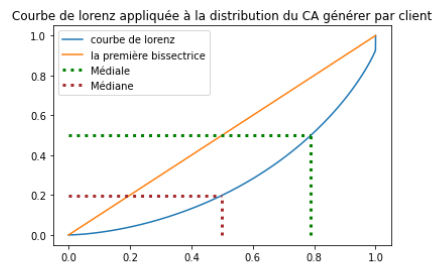 Courbe de lorenz appliquée à la distribution du CA générer par client
1.0
0.8
0.6
0.4
0.2
0.0
courbe de lorenz
la première bissectrice
Médiale
Médiane
0.0 0.2 0.4 0.6 0.8 1.0